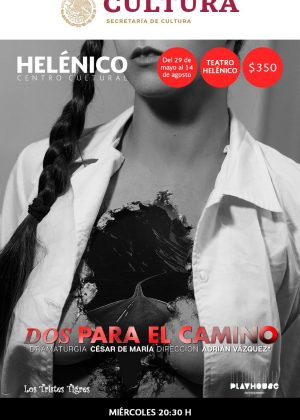 CULTURA
SECRETARÍA DE CULTURA
HELÉNICO
CENTRO CULTURAL
Del 29 de
mayo al 14
de agosto
TEATRO
HELÉNICO
$350
DOS PARA EL CAMINO
DRAMATURGIA CÉSAR DE MARÍA DIRECCIÓN ADRIÁN VÁZQUEZ*
Los Tristes Tigres
PLAYHOUSE
MIÉRCOLES 20:30 H